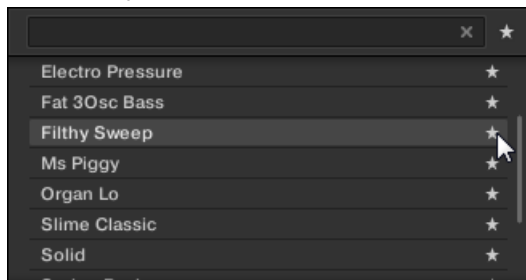 Electro Pressure
Fat 3Osc Bass
Filthy Sweep
Ms Piggy
Organ Lo
Slime Classic
Solid